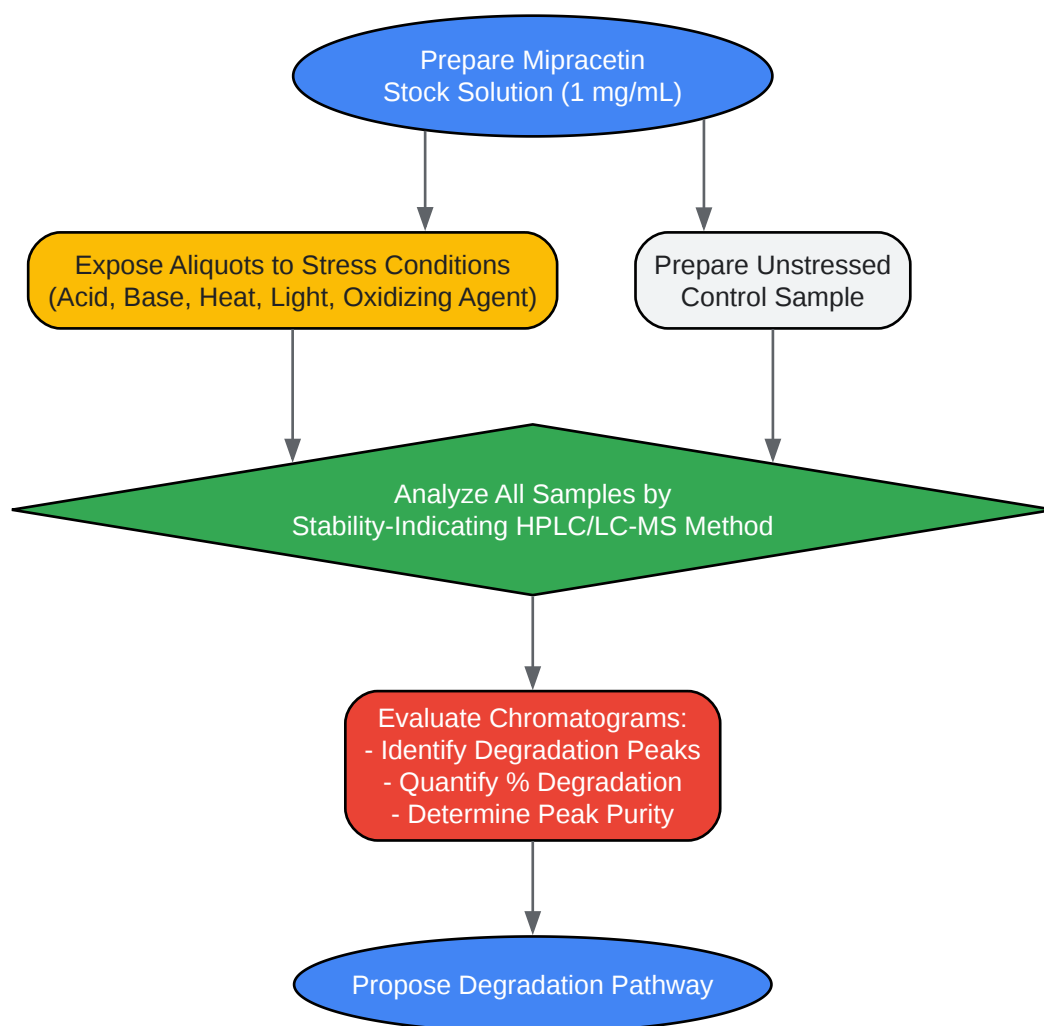 Prepare Mipracetin
Stock Solution (1 mg/mL)
Expose Aliquots to Stress Conditions
(Acid, Base, Heat, Light, Oxidizing Agent)
Prepare Unstressed
Control Sample
Analyze All Samples by
Stability-Indicating HPLC/LC-MS Method
Evaluate Chromatograms:
- Identify Degradation Peaks
- Quantify % Degradation
- Determine Peak Purity
Propose Degradation Pathway